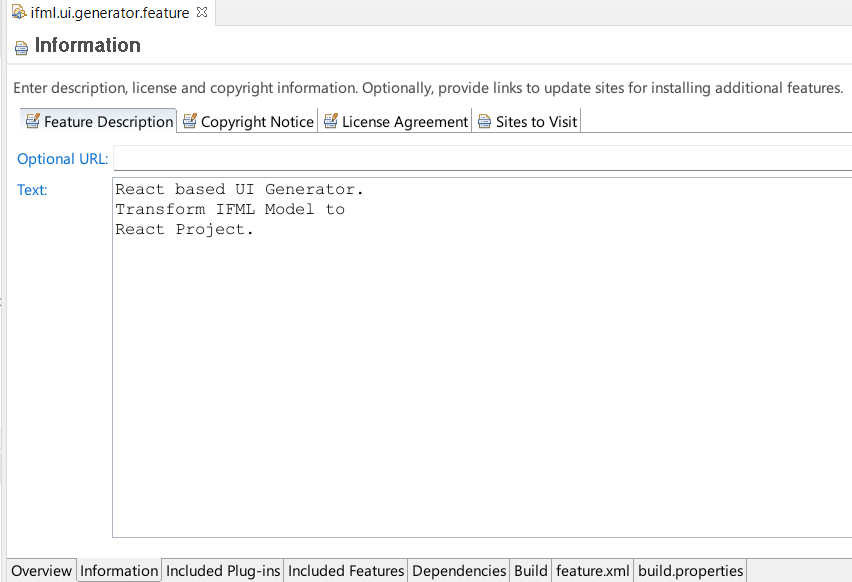 ifml.ui.generator.feature
Information
Enter description, license and copyright information. Optionally, provide links to update sites for installing additional features.
Feature Description Copyright Notice License Agreement Sites to Visit
Optional URL:
Text: React based UI Generator.
Transform IFML Model to
React Project.
Overview Information Included Plug-ins Included Features Dependencies Build feature.xml build.properties